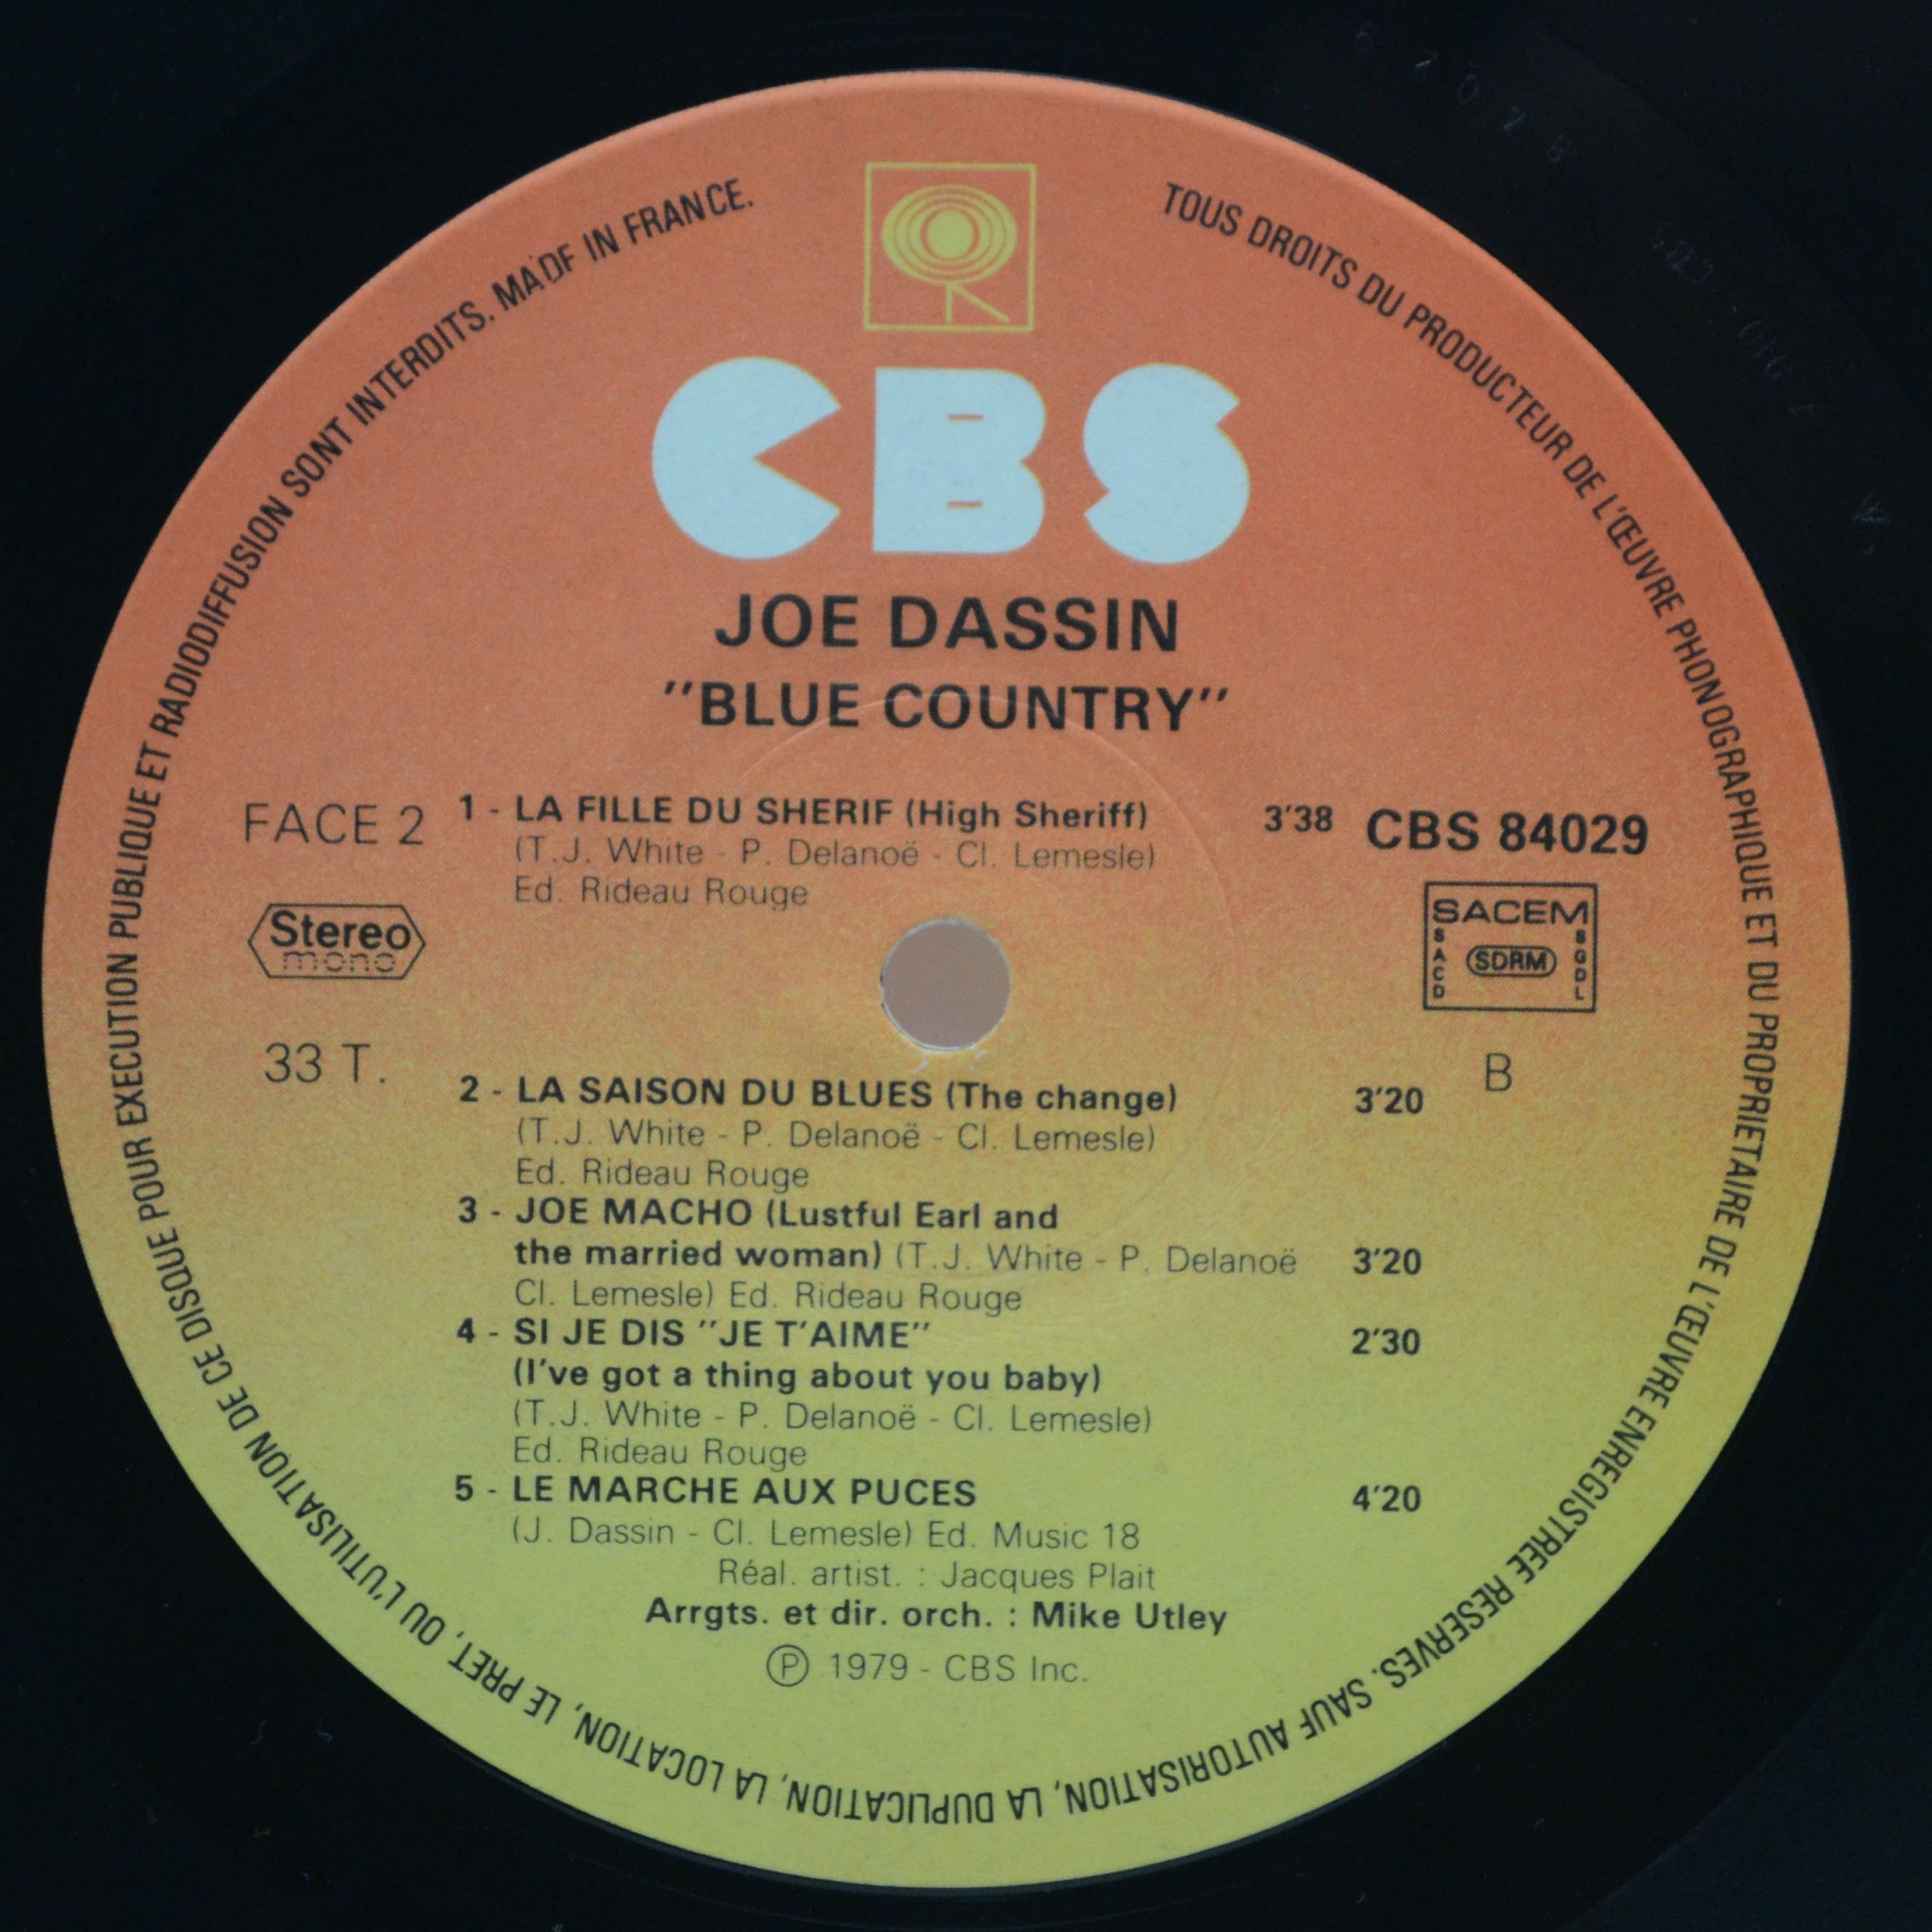 TOUS DROITS DU PRODUCTEUR DE L'ŒUVRE PHONOGRAPHIQUE ET DU PROPRIETAIRE DE L'ŒUVRE ENREGISTREE RESERVES. SAUF AUTORISATION, LA DUPLICATION, LA LOCATION, LE PRET, OU L'UTILISATION DE CE DISQUE POUR EXECUTION PUBLIQUE ET RADIODIFFUSION SONT INTERDITS. MADE IN FRANCE.
CBS
JOE DASSIN
"BLUE COUNTRY"
FACE 2
Stereo
mono
33 T.
1 - LA FILLE DU SHERIF (High Sheriff) 3'38
(T.J. White - P. Delanoë - Cl. Lemesle)
Ed. Rideau Rouge
CBS 84029
SACEM
SACD
SDRM
SGDL
B
2 - LA SAISON DU BLUES (The change) 3'20
(T.J. White - P. Delanoë - Cl. Lemesle)
Ed. Rideau Rouge
3 - JOE MACHO (Lustful Earl and
the married woman) (T.J. White - P. Delanoë 3'20
Cl. Lemesle) Ed. Rideau Rouge
4 - SI JE DIS "JE T'AIME" 2'30
(I've got a thing about you baby)
(T.J. White - P. Delanoë - Cl. Lemesle)
Ed. Rideau Rouge
5 - LE MARCHE AUX PUCES 4'20
(J. Dassin - Cl. Lemesle) Ed. Music 18
Réal. artist. : Jacques Plait
Arrgts. et dir. orch. : Mike Utley
Ⓟ 1979 - CBS Inc.